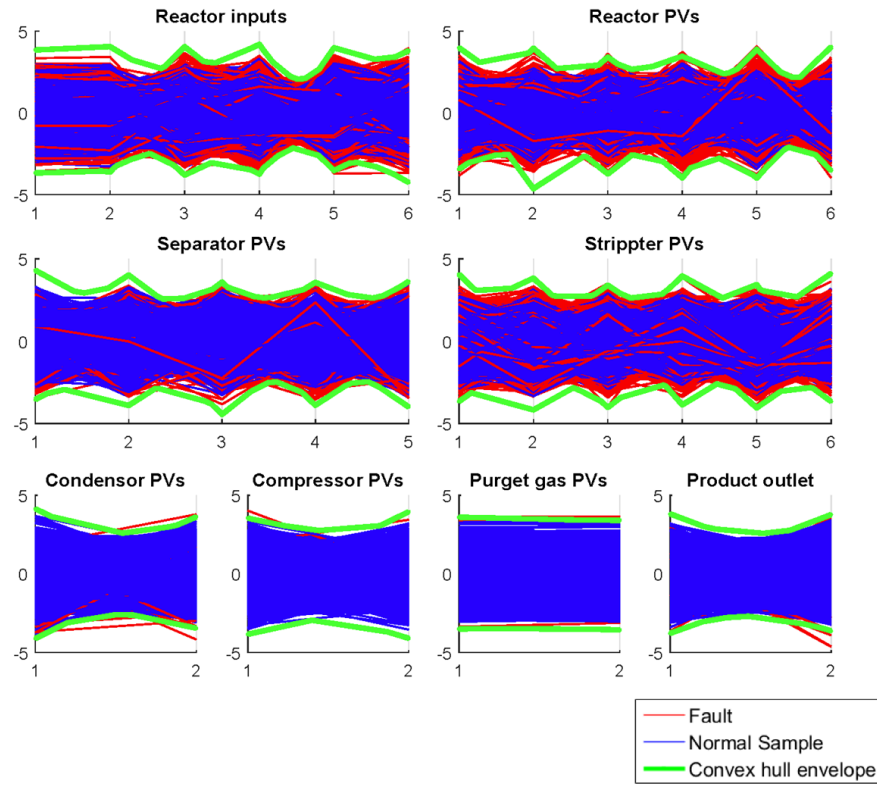 Reactor inputs
5
0
-5
1 2 3 4 5 6
Reactor PVs
5
0
-5
1 2 3 4 5 6
Separator PVs
5
0
-5
1 2 3 4 5
Strippter PVs
5
0
-5
1 2 3 4 5 6
Condensor PVs
5
0
-5
1 2
Compressor PVs
5
0
-5
1 2
Purget gas PVs
5
0
-5
1 2
Product outlet
5
0
-5
1 2
Fault
Normal Sample
Convex hull envelope